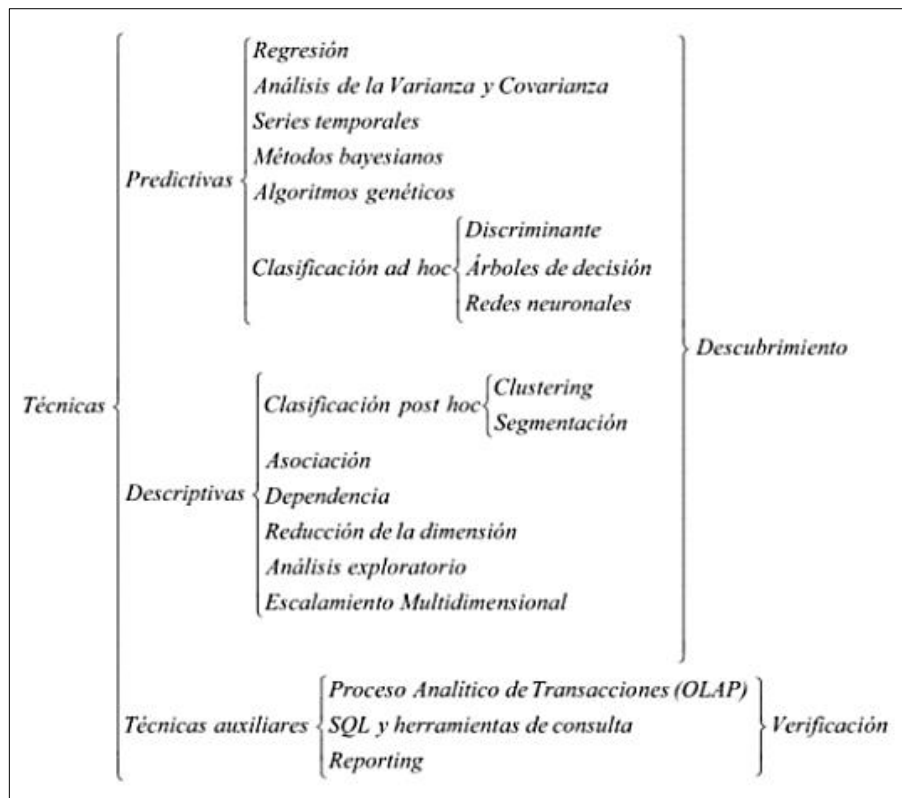 Regresión
Análisis de la Varianza y Covarianza
Series temporales
Métodos bayesianos
Predictivas
Algoritmos genéticos
Discriminante
Clasificación ad hoc
Árboles de decisión
Redes neuronales
Descubrimiento
Técnicas
Clasificación post hoc
Clustering
Segmentación
Asociación
Descriptivas
Dependencia
Reducción de la dimensión
Análisis exploratorio
Escalamiento Multidimensional
Proceso Analitico de Transacciones (OLAP)
Técnicas auxiliares
SQL y herramientas de consulta
Verificación
Reporting